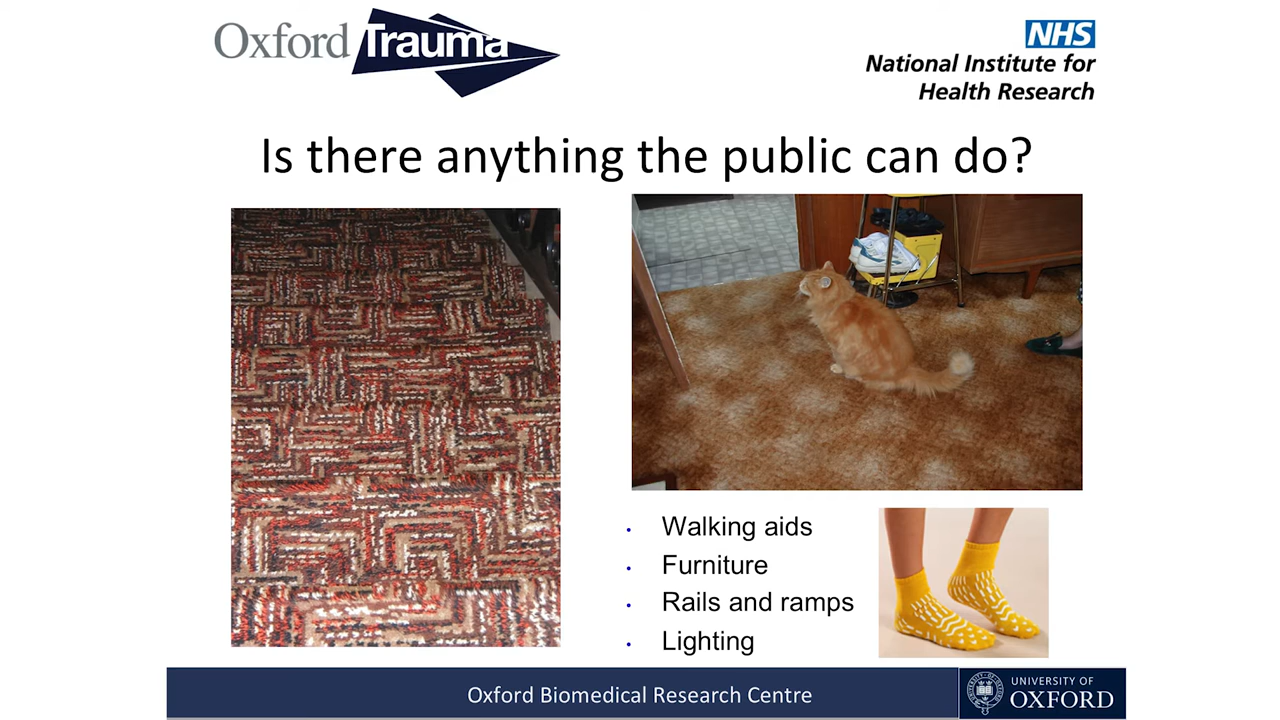 Oxford Trauma
NHS
National Institute for
Health Research
Is there anything the public can do?
• Walking aids
• Furniture
• Rails and ramps
• Lighting
Oxford Biomedical Research Centre
UNIVERSITY OF
OXFORD